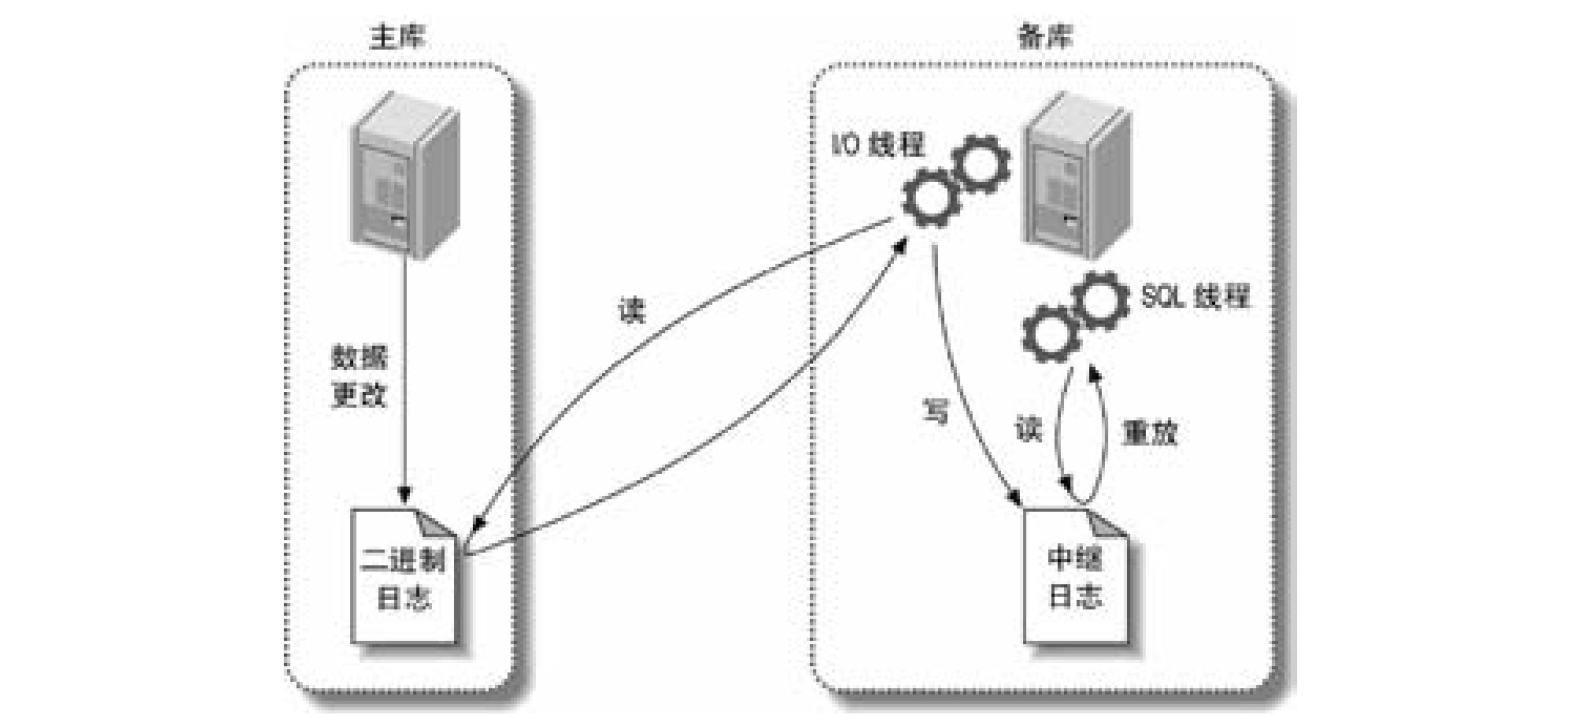 主库
备库
I/O 线程
SQL 线程
读
数据
更改
写
读
重放
二进制
日志
中继
日志